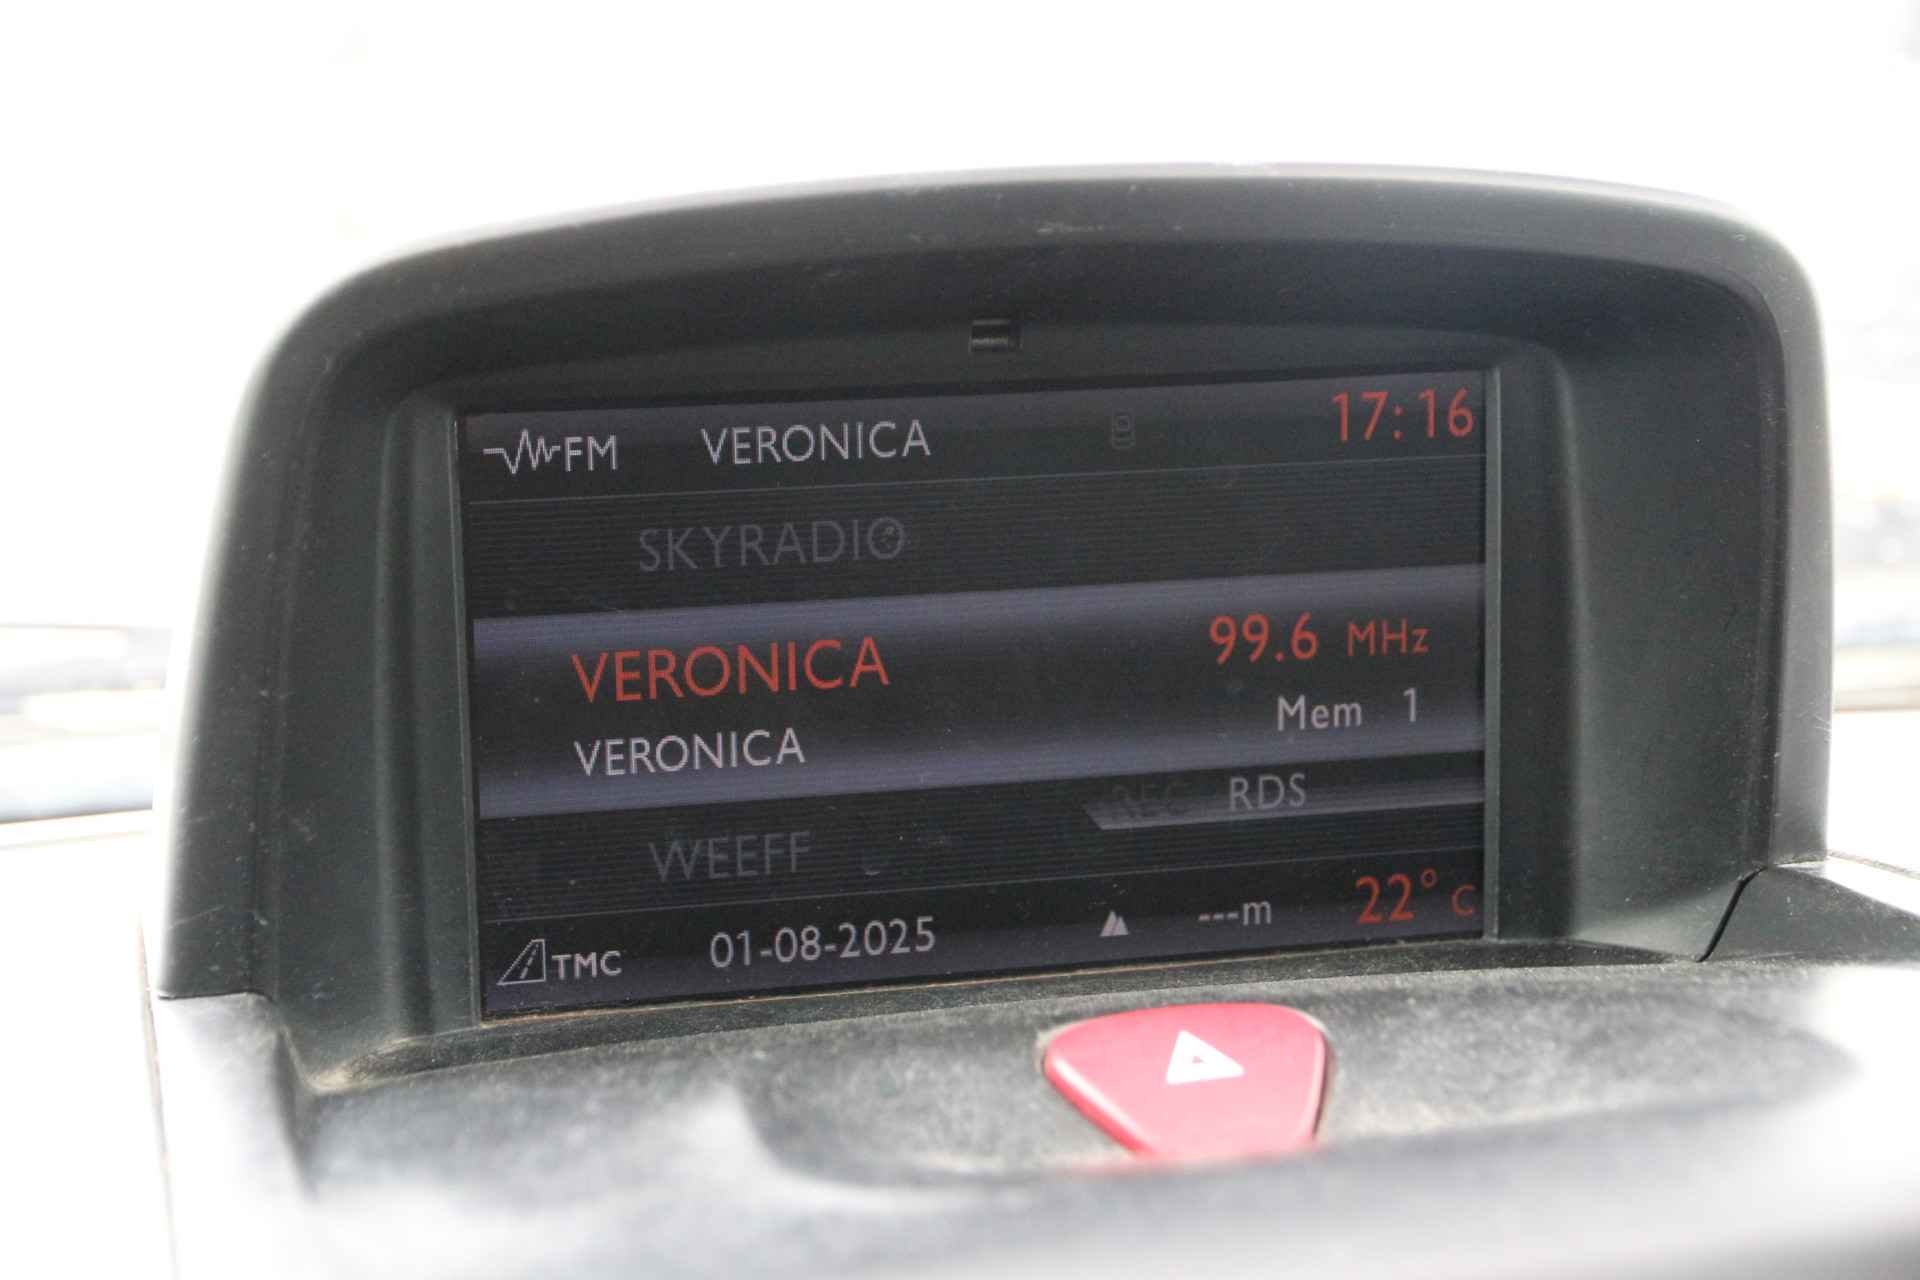 FM VERONICA 17:16
SKYRADIO
VERONICA 99.6 MHz
VERONICA Mem 1
REG RDS
WEEFF
TMC 01-08-2025 ---m 22° C